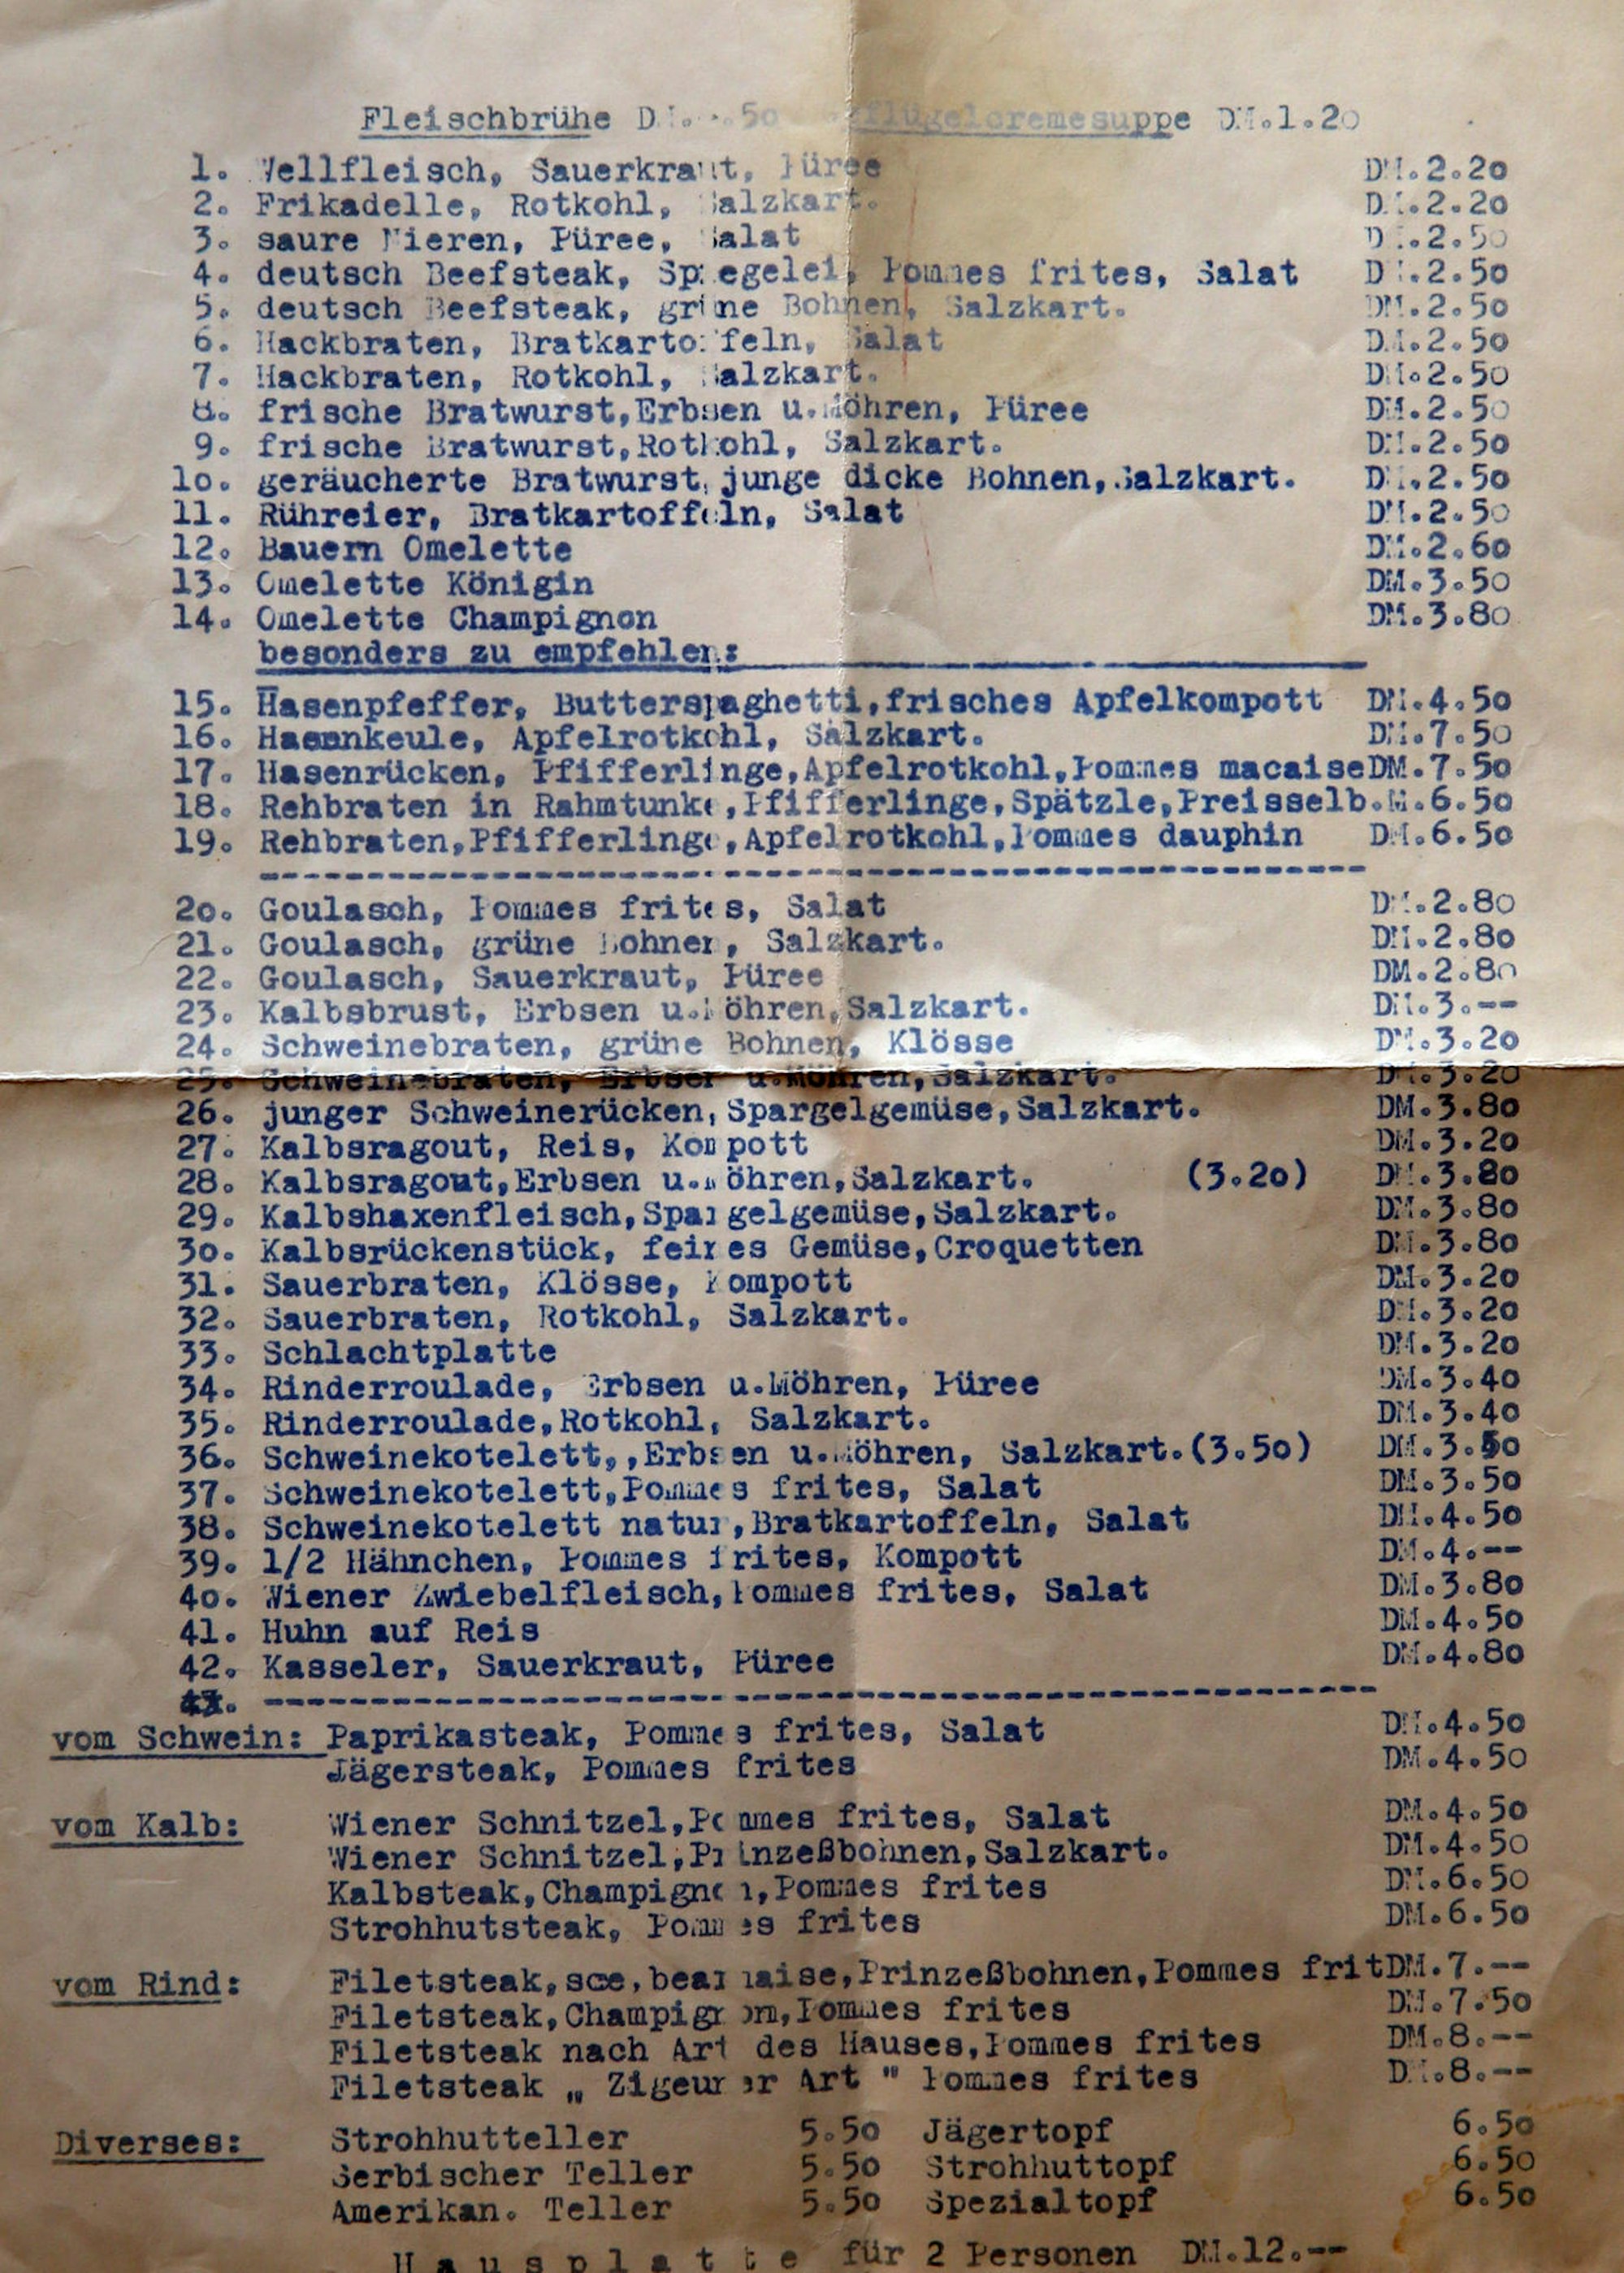 Fleischbrühe DM. -.50 Geflügelcremesuppe DM.1.20
1. Wellfleisch, Sauerkraut, Püree DM.2.20
2. Frikadelle, Rotkohl, Salzkart. DM.2.20
3. saure Nieren, Püree, Salat DM.2.50
4. deutsch Beefsteak, Spiegelei, Pommes frites, Salat DM.2.50
5. deutsch Beefsteak, grüne Bohnen, Salzkart. DM.2.50
6. Hackbraten, Bratkartoffeln, Salat DM.2.50
7. Hackbraten, Rotkohl, Salzkart. DM.2.50
8. frische Bratwurst,Erbsen u.Möhren, Püree DM.2.50
9. frische Bratwurst,Rotkohl, Salzkart. DM.2.50
10. geräucherte Bratwurst,junge dicke Bohnen,Salzkart. DM.2.50
11. Rühreier, Bratkartoffeln, Salat DM.2.50
12. Bauern Omelette DM.2.60
13. Omelette Königin DM.3.50
14. Omelette Champignon DM.3.80
besonders zu empfehlen:
15. Hasenpfeffer, Butterspaghetti,frisches Apfelkompott DM.4.50
16. Hasenkeule, Apfelrotkohl, Salzkart. DM.7.50
17. Hasenrücken, Pfifferlinge,Apfelrotkohl,Pommes macaiseDM.7.50
18. Rehbraten in Rahmtunke,Pfifferlinge,Spätzle,Preisselb.M.6.50
19. Rehbraten,Pfifferlinge,Apfelrotkohl,Pommes dauphin DM.6.50
20. Goulasch, Pommes frites, Salat DM.2.80
21. Goulasch, grüne Bohnen, Salzkart. DM.2.80
22. Goulasch, Sauerkraut, Püree DM.2.80
23. Kalbsbrust, Erbsen u.Möhren,Salzkart. DM.3.--
24. Schweinebraten, grüne Bohnen, Klösse DM.3.20
25. Schweinebraten, Erbsen u.Möhren,Salzkart. DM.3.20
26. junger Schweinerücken,Spargelgemüse,Salzkart. DM.3.80
27. Kalbsragout, Reis, Kompott DM.3.20
28. Kalbsragout,Erbsen u.Möhren,Salzkart. (3.20) DM.3.20
29. Kalbshaxenfleisch,Spargelgemüse,Salzkart. DM.3.80
30. Kalbsrückenstück, feines Gemüse,Croquetten DM.3.80
31. Sauerbraten, Klösse, Kompott DM.3.20
32. Sauerbraten, Rotkohl, Salzkart. DM.3.20
33. Schlachtplatte DM.3.20
34. Rinderroulade, Erbsen u.Möhren, Püree DM.3.40
35. Rinderroulade,Rotkohl, Salzkart. DM.3.40
36. Schweinekotelett,,Erbsen u.Möhren, Salzkart.(3.50) DM.3.50
37. Schweinekotelett,Pommes frites, Salat DM.3.50
38. Schweinekotelett natur,Bratkartoffeln, Salat DM.4.50
39. 1/2 Hähnchen, Pommes frites, Kompott DM.4.--
40. Wiener Zwiebelfleisch,Pommes frites, Salat DM.3.80
41. Huhn auf Reis DM.4.50
42. Kasseler, Sauerkraut, Püree DM.4.80
vom Schwein: Paprikasteak, Pommes frites, Salat DM.4.50
Jägersteak, Pommes frites DM.4.50
vom Kalb: Wiener Schnitzel,Pommes frites, Salat DM.4.50
Wiener Schnitzel,Prinzeßbohnen,Salzkart. DM.4.50
Kalbsteak,Champignon,Pommes frites DM.6.50
Strohhutsteak, Pommes frites DM.6.50
vom Rind: Filetsteak,sce,bearnaise,Prinzeßbohnen,Pommes fritDM.7.--
Filetsteak,Champignon,Pommes frites DM.7.50
Filetsteak nach Art des Hauses,Pommes frites DM.8.--
Filetsteak „ Zigeuner Art " Pommes frites DM.8.--
Diverses: Strohhutteller 5.50 Jägertopf 6.50
Serbischer Teller 5.50 Strohhuttopf 6.50
Amerikan. Teller 5.50 Spezialtopf 6.50
H a u s p l a t t e für 2 Personen DM.12.--